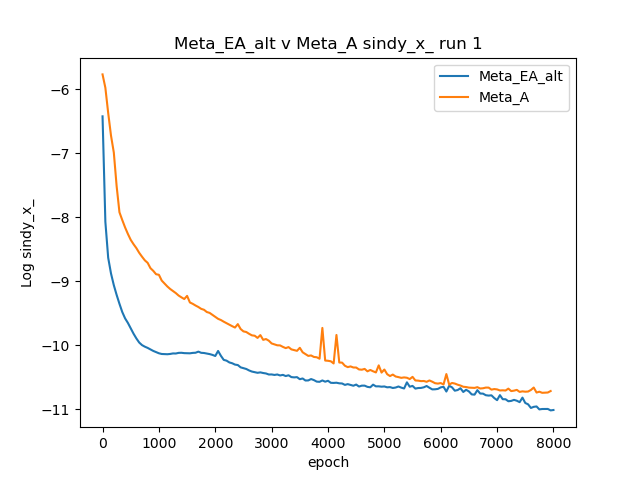 Meta_EA_alt v Meta_A sindy_x_ run 1
Meta_EA_alt
Meta_A
Log sindy_x_
−6
−7
−8
−9
−10
−11
0 1000 2000 3000 4000 5000 6000 7000 8000
epoch